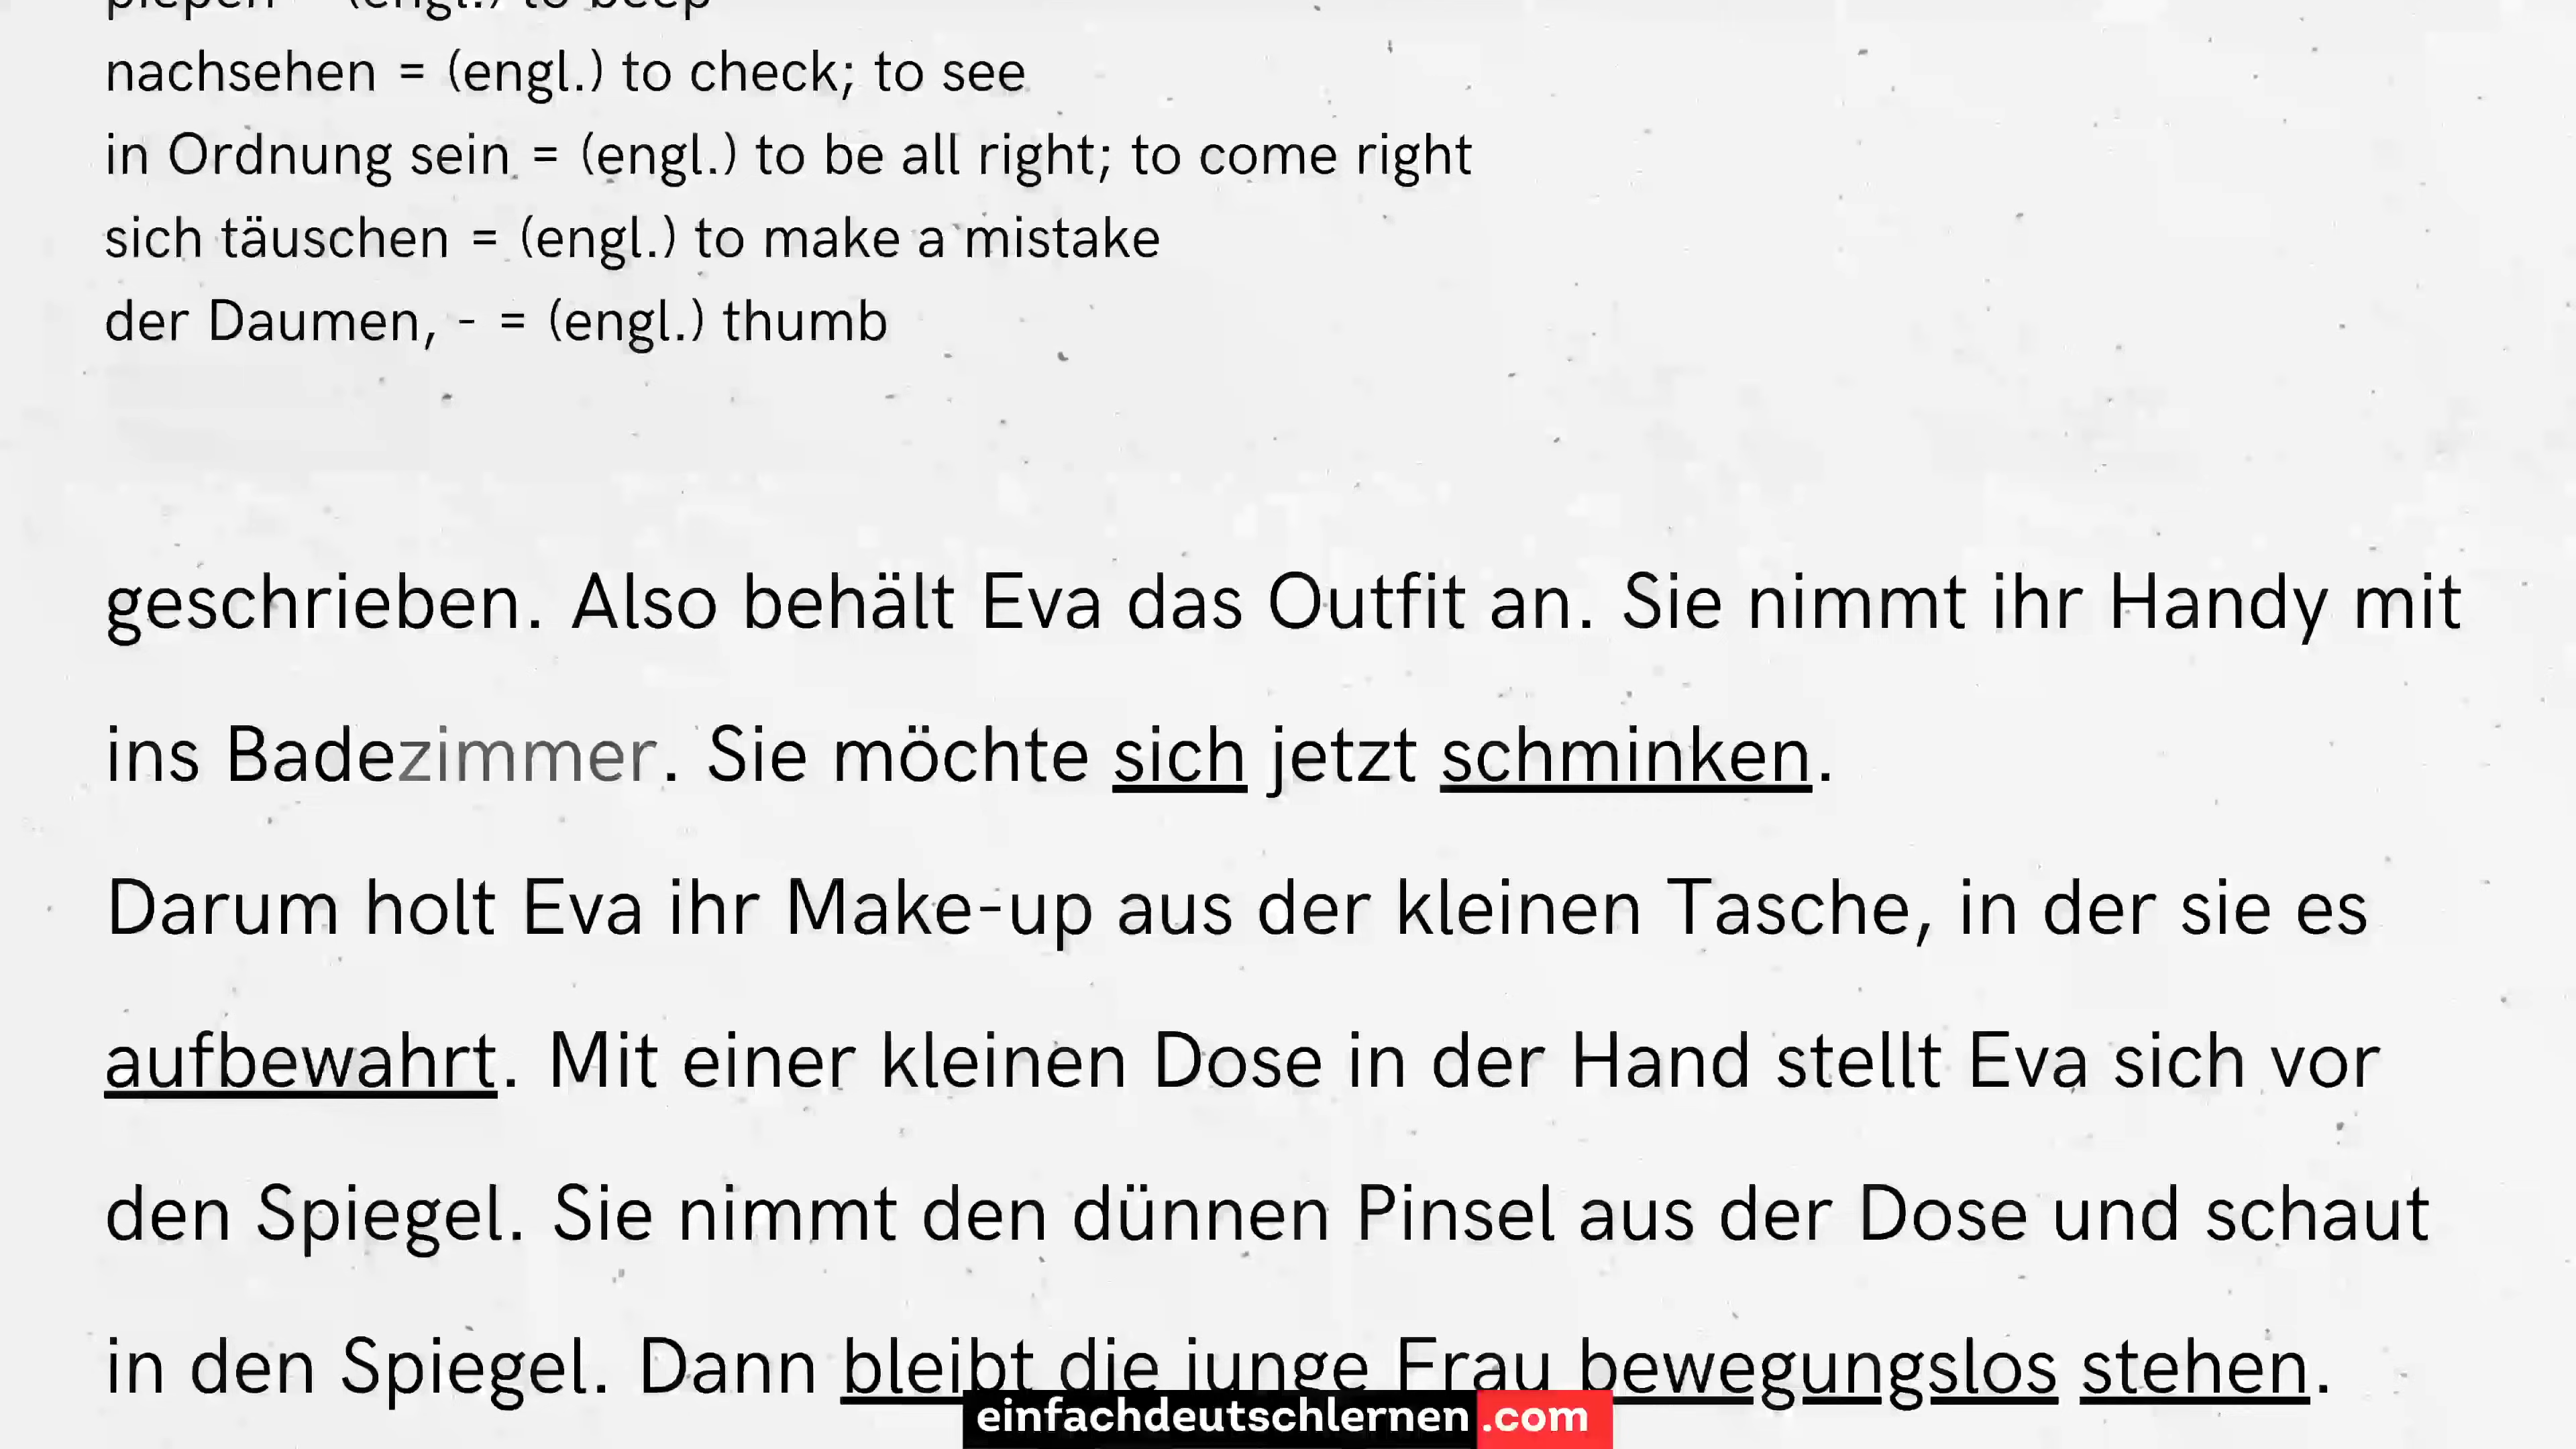 piepen = (engl.) to beep
nachsehen = (engl.) to check; to see
in Ordnung sein = (engl.) to be all right; to come right
sich täuschen = (engl.) to make a mistake
der Daumen, - = (engl.) thumb
geschrieben. Also behält Eva das Outfit an. Sie nimmt ihr Handy mit
ins Badezimmer. Sie möchte sich jetzt schminken.
Darum holt Eva ihr Make-up aus der kleinen Tasche, in der sie es
aufbewahrt. Mit einer kleinen Dose in der Hand stellt Eva sich vor
den Spiegel. Sie nimmt den dünnen Pinsel aus der Dose und schaut
in den Spiegel. Dann bleibt die junge Frau bewegungslos stehen.
einfachdeutschlernen.com